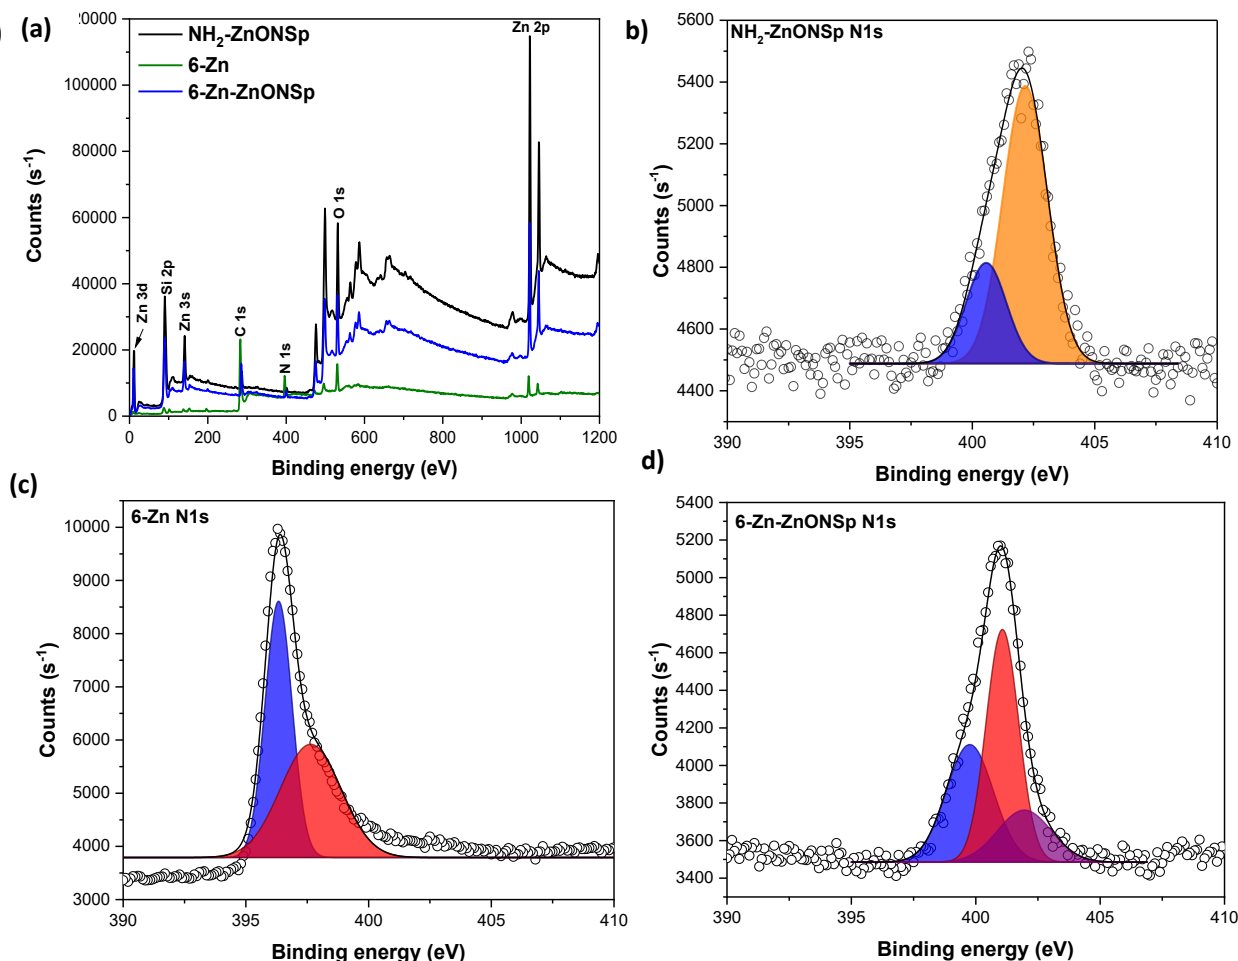 )
(a)
:0000
100000
80000
60000
40000
20000
0
0
200
400
600
800
1000
1200
Counts (s⁻¹)
Binding energy (eV)
NH₂-ZnONSp
6-Zn
6-Zn-ZnONSp
Zn 3d
Si 2p
Zn 3s
C 1s
N 1s
O 1s
Zn 2p
b)
NH₂-ZnONSp N1s
5600
5400
5200
5000
4800
4600
4400
390
395
400
405
410
Counts (s⁻¹)
Binding energy (eV)
(c)
6-Zn N1s
10000
9000
8000
7000
6000
5000
4000
3000
390
395
400
405
410
Counts (s⁻¹)
Binding energy (eV)
d)
6-Zn-ZnONSp N1s
5400
5200
5000
4800
4600
4400
4200
4000
3800
3600
3400
390
395
400
405
410
Counts (s⁻¹)
Binding energy (eV)